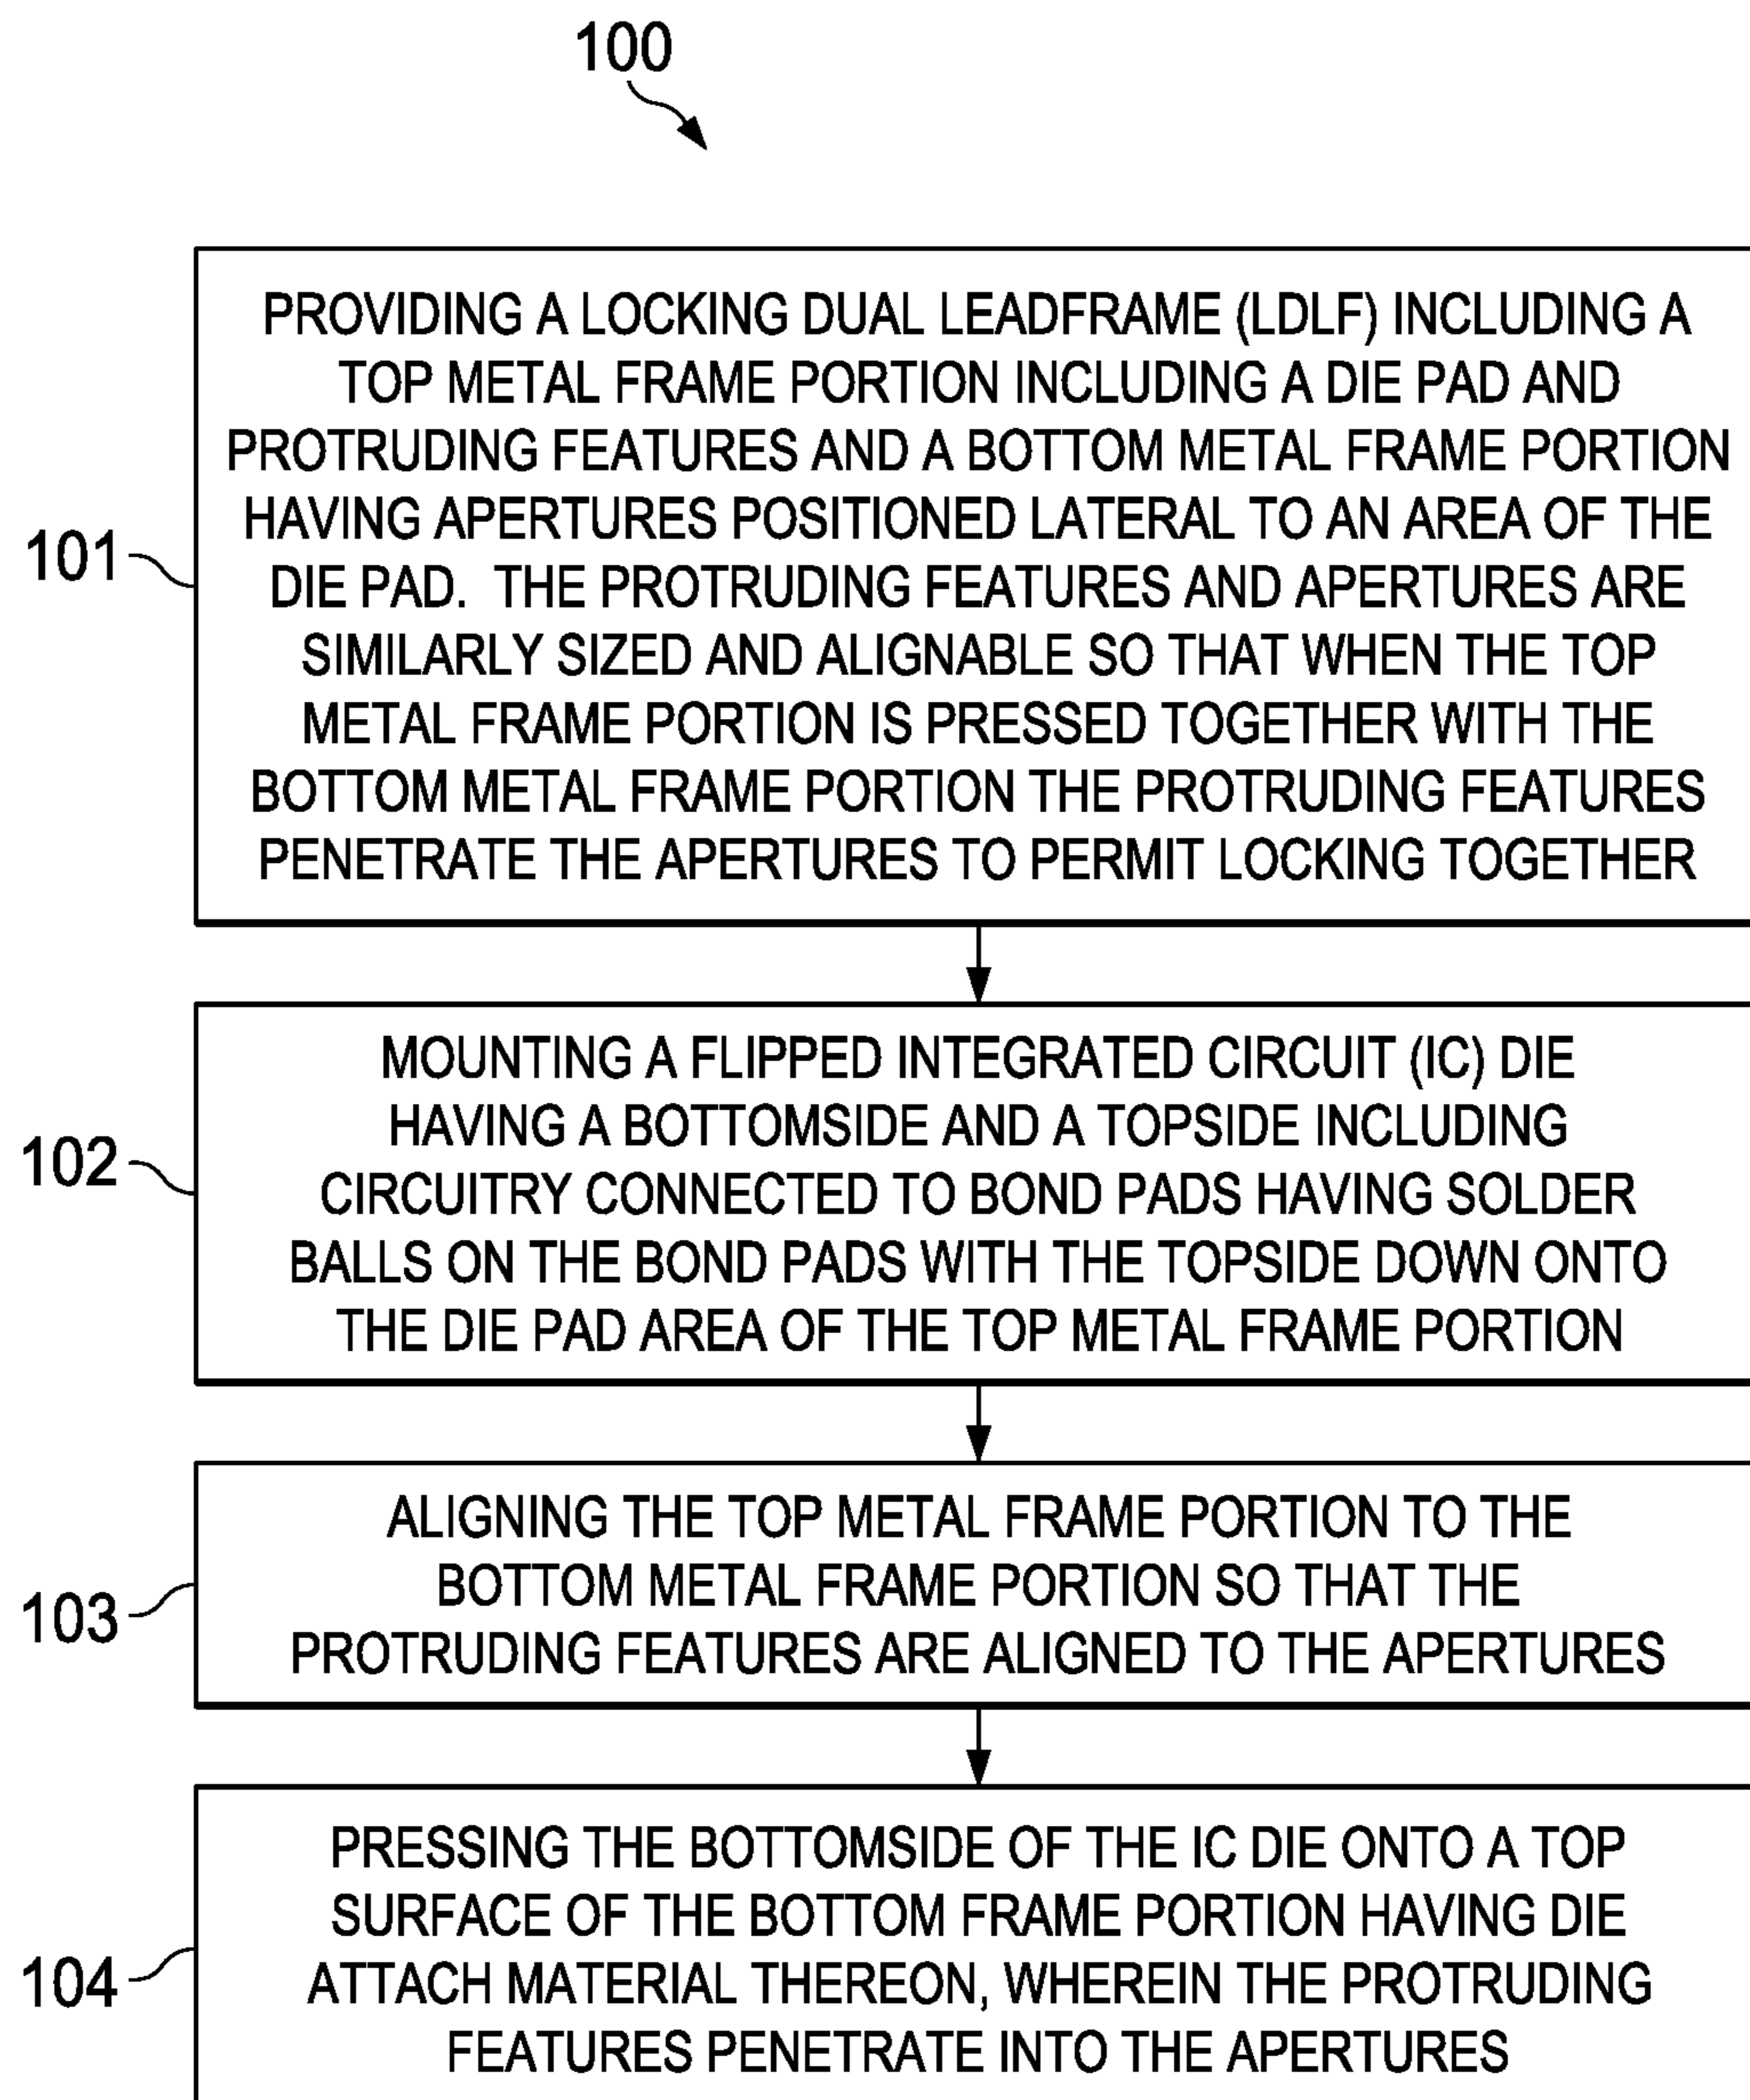 100
101
PROVIDING A LOCKING DUAL LEADFRAME (LDLF) INCLUDING A
TOP METAL FRAME PORTION INCLUDING A DIE PAD AND
PROTRUDING FEATURES AND A BOTTOM METAL FRAME PORTION
HAVING APERTURES POSITIONED LATERAL TO AN AREA OF THE
DIE PAD. THE PROTRUDING FEATURES AND APERTURES ARE
SIMILARLY SIZED AND ALIGNABLE SO THAT WHEN THE TOP
METAL FRAME PORTION IS PRESSED TOGETHER WITH THE
BOTTOM METAL FRAME PORTION THE PROTRUDING FEATURES
PENETRATE THE APERTURES TO PERMIT LOCKING TOGETHER
102
MOUNTING A FLIPPED INTEGRATED CIRCUIT (IC) DIE
HAVING A BOTTOMSIDE AND A TOPSIDE INCLUDING
CIRCUITRY CONNECTED TO BOND PADS HAVING SOLDER
BALLS ON THE BOND PADS WITH THE TOPSIDE DOWN ONTO
THE DIE PAD AREA OF THE TOP METAL FRAME PORTION
103
ALIGNING THE TOP METAL FRAME PORTION TO THE
BOTTOM METAL FRAME PORTION SO THAT THE
PROTRUDING FEATURES ARE ALIGNED TO THE APERTURES
104
PRESSING THE BOTTOMSIDE OF THE IC DIE ONTO A TOP
SURFACE OF THE BOTTOM FRAME PORTION HAVING DIE
ATTACH MATERIAL THEREON, WHEREIN THE PROTRUDING
FEATURES PENETRATE INTO THE APERTURES